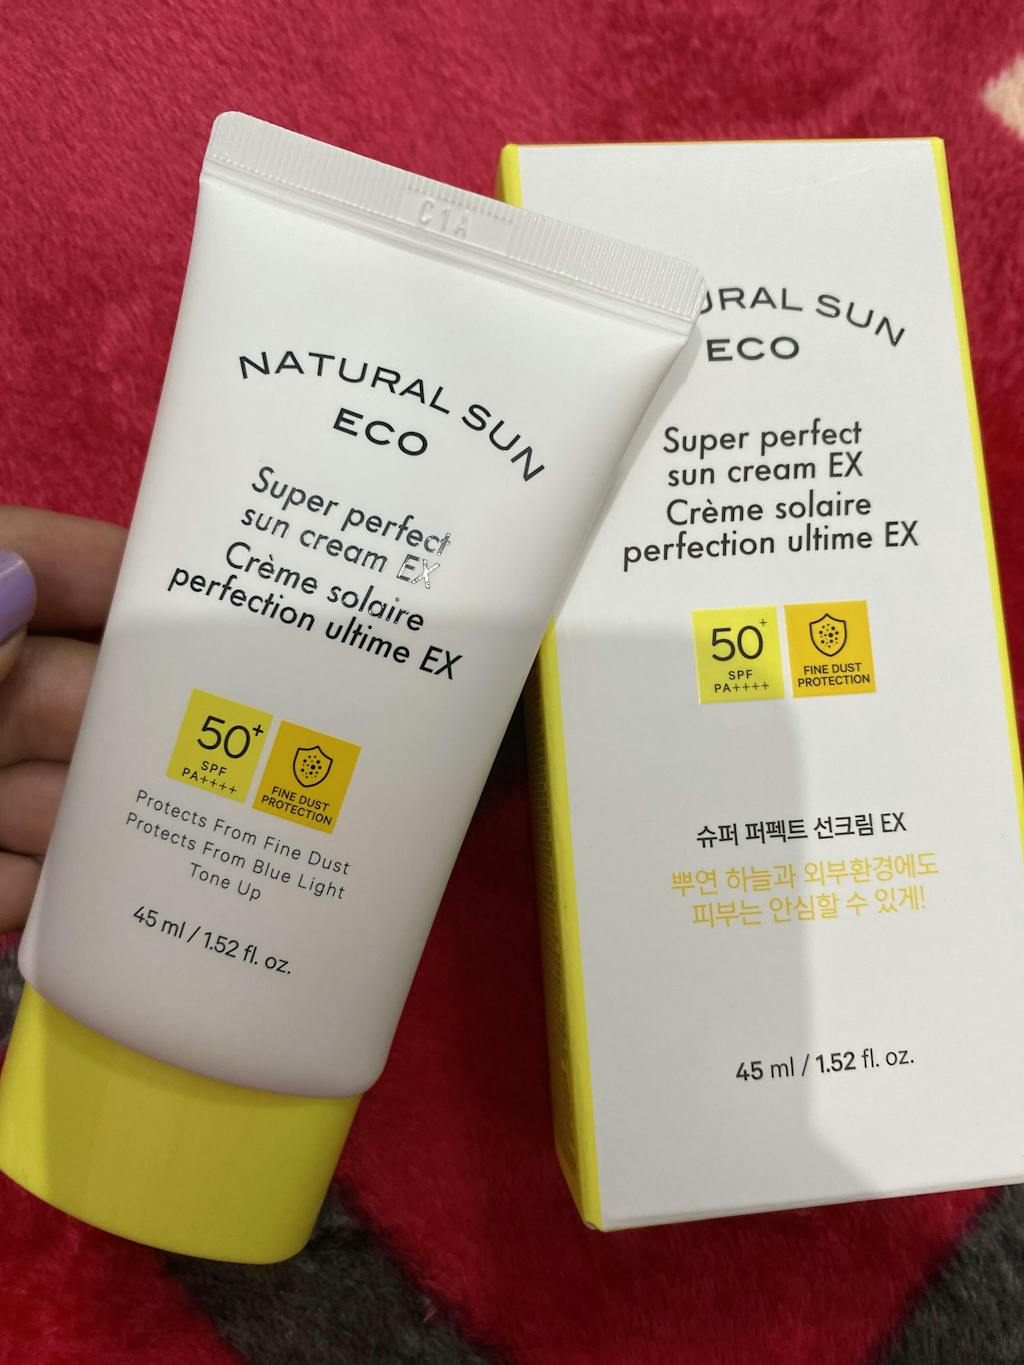 C1A
NATURAL SUN
ECO
Super perfect
sun cream EX
Crème solaire
perfection ultime EX
50+
SPF
PA++++
FINE DUST
PROTECTION
Protects From Fine Dust
Protects From Blue Light
Tone Up
45 ml / 1.52 fl. oz.
URAL SUN
ECO
Super perfect
sun cream EX
Crème solaire
perfection ultime EX
50+
SPF
PA++++
FINE DUST
PROTECTION
슈퍼 퍼펙트 선크림 EX
뿌연 하늘과 외부환경에도
피부는 안심할 수 있게!
45 ml / 1.52 fl. oz.